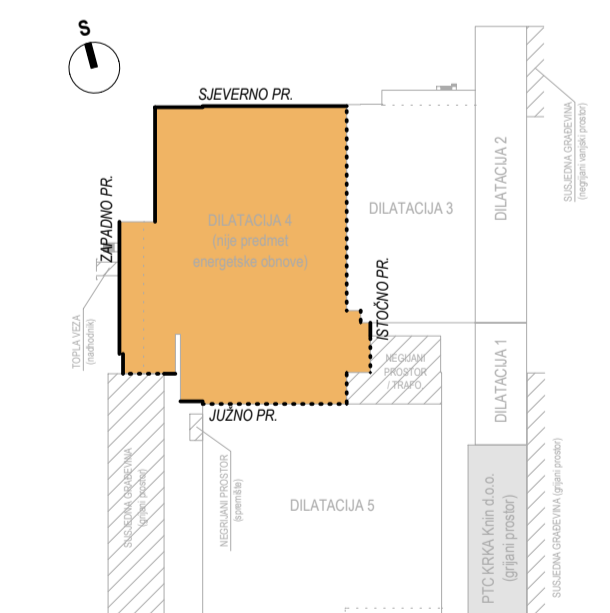 S
SJEVERNO PR.
ZAPADNO PR.
DILATACIJA 4
(nije predmet
energetske obnove)
DILATACIJA 3
DILATACIJA 2
SUSJEDNA GRAĐEVINA
(negrijani vanjski prostor)
ISTOČNO PR.
TOPLA VEZA
(nadhodnik)
NEGIJANI
PROSTOR
/ TRAFO.
DILATACIJA 1
JUŽNO PR.
SUSJEDNA GRAĐEVINA
(grijani prostor)
NEGRIJANI PROSTOR
(spremište)
DILATACIJA 5
PTC KRKA Knin d.o.o.
(grijani prostor)
SUSJEDNA GRAĐEVINA (grijani prostor)